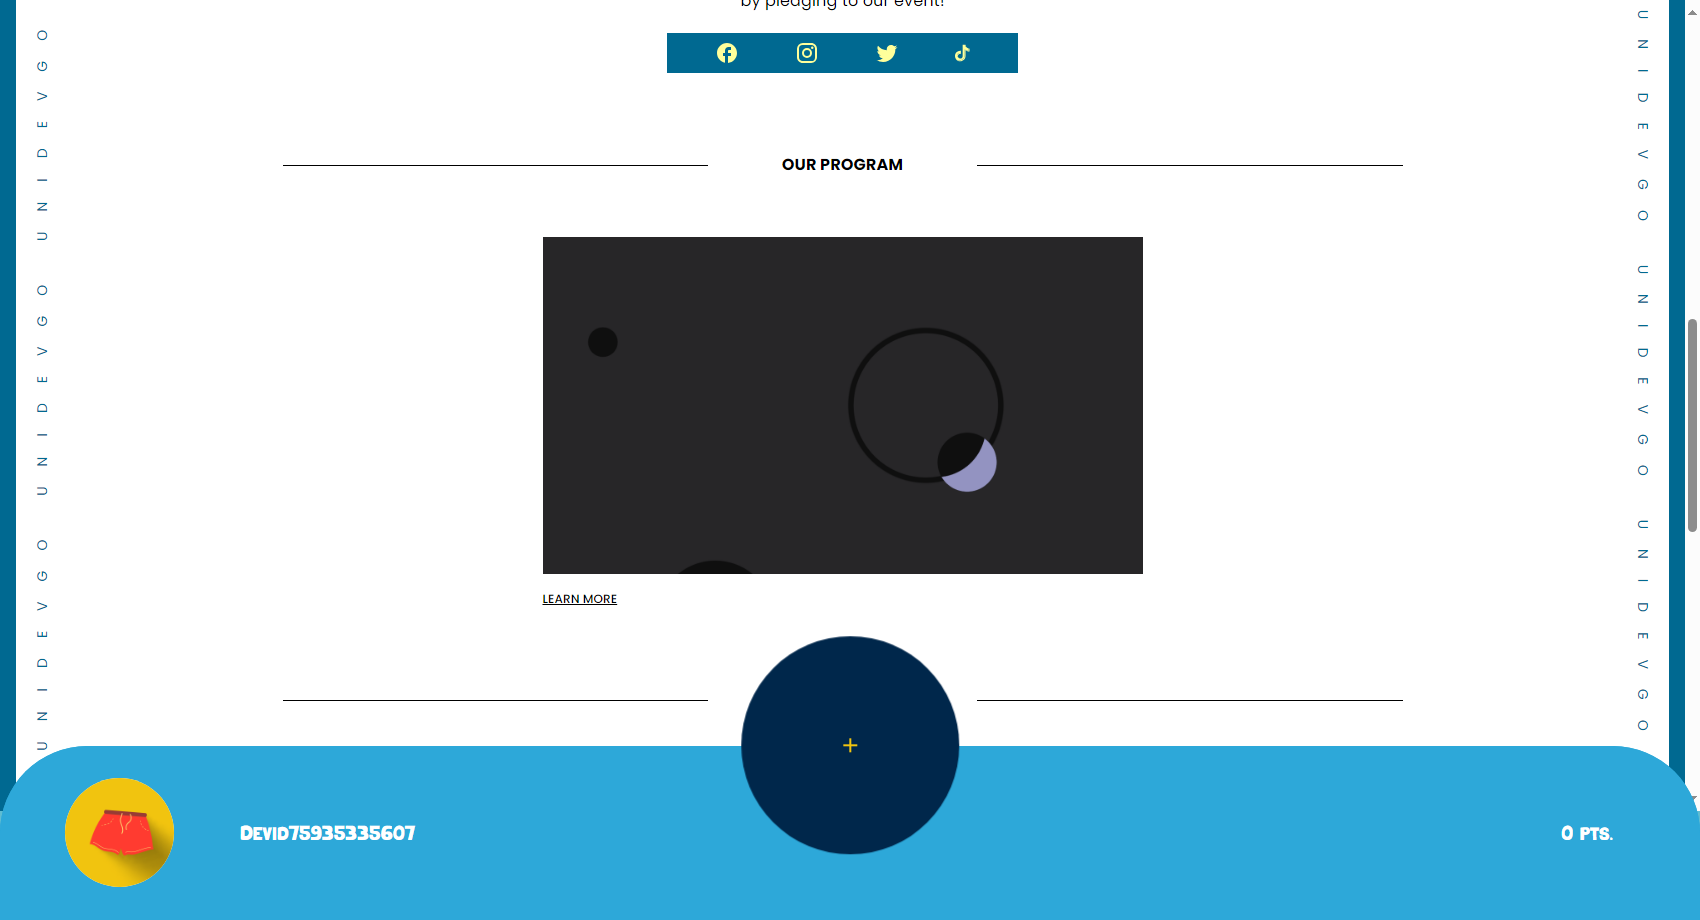 by pledging to our event!
OUR PROGRAM
LEARN MORE
+
DEVID75935335607
0 PTS.
UNIDEVGO UNIDEVGO UNIDEVGO
UNIDEVGO UNIDEVGO UNIDEVGO